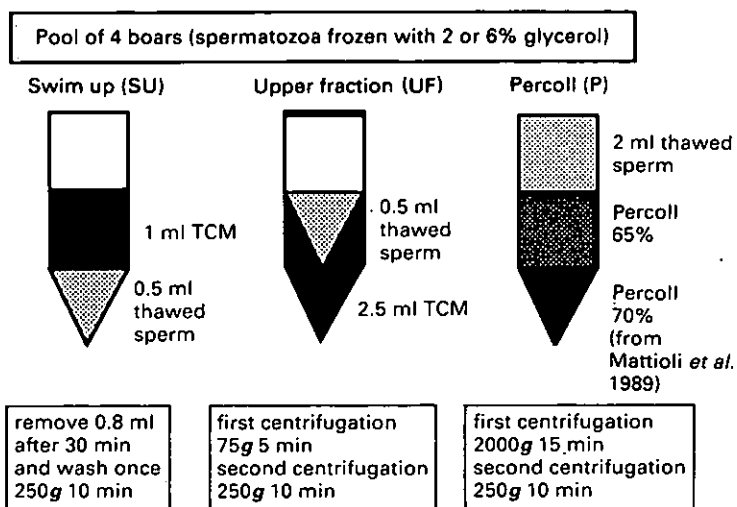 Pool of 4 boars (spermatozoa frozen with 2 or 6% glycerol)
Swim up (SU)
1 ml TCM
0.5 ml
thawed
sperm
remove 0.8 ml
after 30 min
and wash once
250g 10 min
Upper fraction (UF)
0.5 ml
thawed
sperm
2.5 ml TCM
first centrifugation
75g 5 min
second centrifugation
250g 10 min
Percoll (P)
2 ml thawed
sperm
Percoll
65%
Percoll
70%
(from
Mattioli et al.
1989)
first centrifugation
2000g 15 min
second centrifugation
250g 10 min